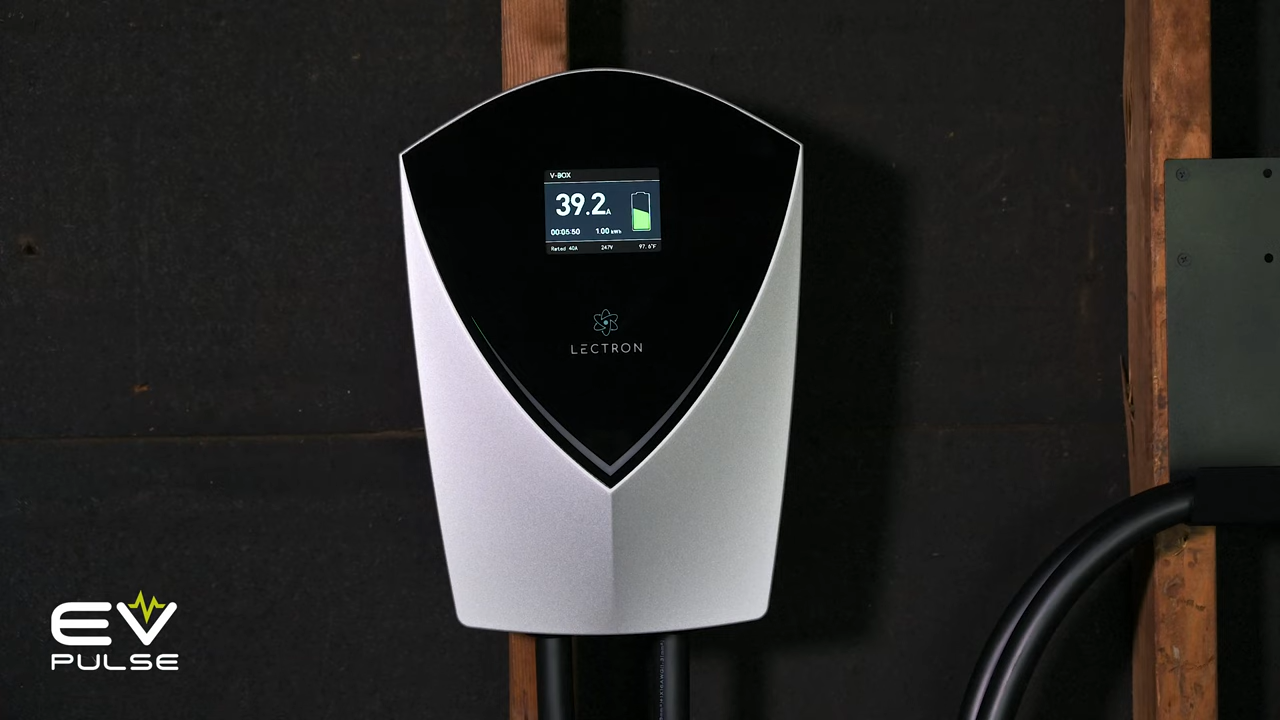 V-BOX
39.2A
00:05:50 1.00 kWh
Rated 40A 247V 97.6°F
LECTRON
EV
PULSE